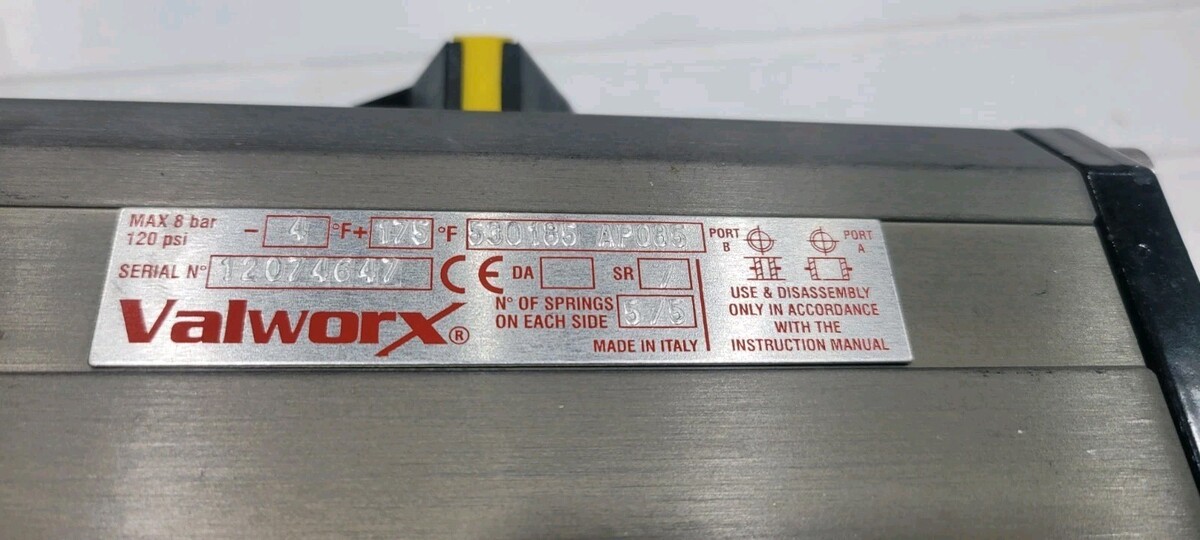 MAX 8 bar
120 psi
- 4 °F + 175 °F
530185 AP085
PORT B
PORT A
SERIAL N° 12074647
CE
DA
SR /
N° OF SPRINGS
ON EACH SIDE 5/5
Valworx®
MADE IN ITALY
USE & DISASSEMBLY
ONLY IN ACCORDANCE
WITH THE
INSTRUCTION MANUAL